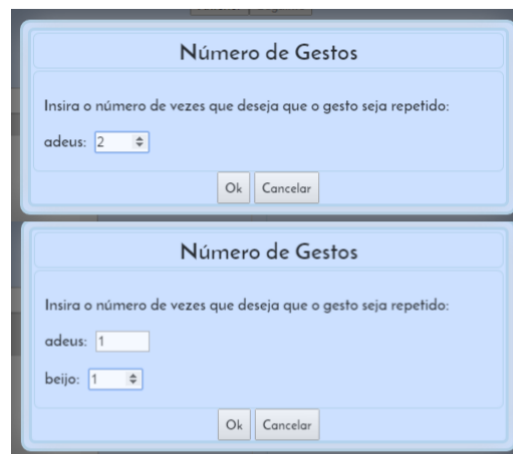 Número de Gestos
Insira o número de vezes que deseja que o gesto seja repetido:
adeus: 2
Ok Cancelar
Número de Gestos
Insira o número de vezes que deseja que o gesto seja repetido:
adeus: 1
beijo: 1
Ok Cancelar